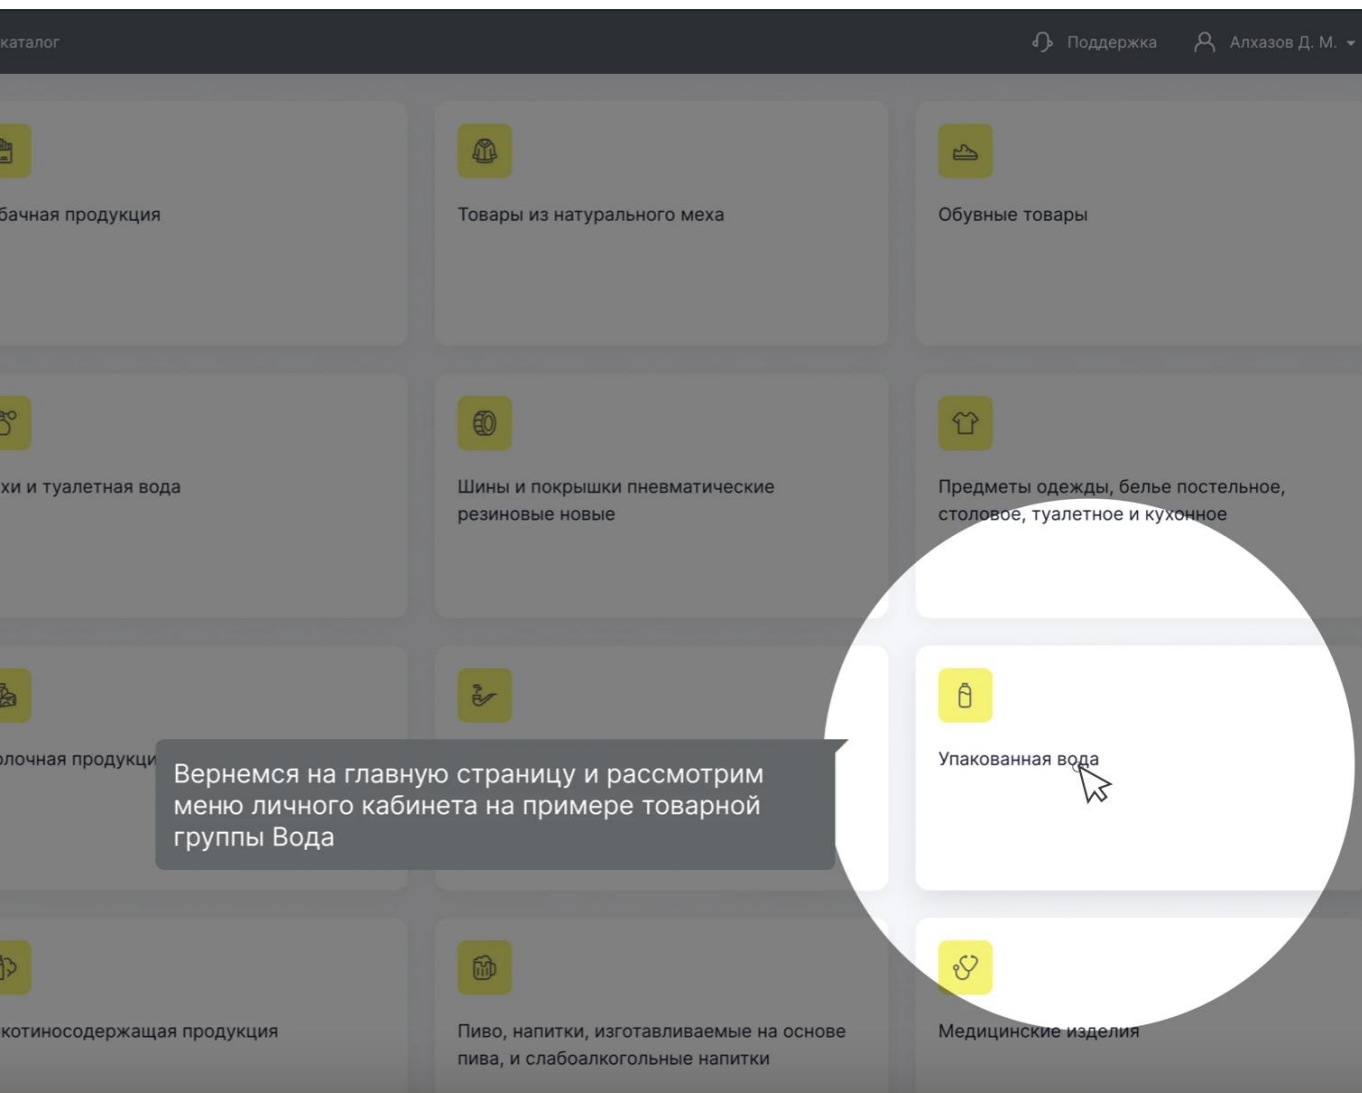 каталог
Поддержка
Алхазов Д. М.
бачная продукция
Товары из натурального меха
Обувные товары
хи и туалетная вода
Шины и покрышки пневматические
резиновые новые
Предметы одежды, белье постельное,
столовое, туалетное и кухонное
лочная продукци
Упакованная вода
Вернемся на главную страницу и рассмотрим
меню личного кабинета на примере товарной
группы Вода
котиносодержащая продукция
Пиво, напитки, изготавливаемые на основе
пива, и слабоалкогольные напитки
Медицинские изделия